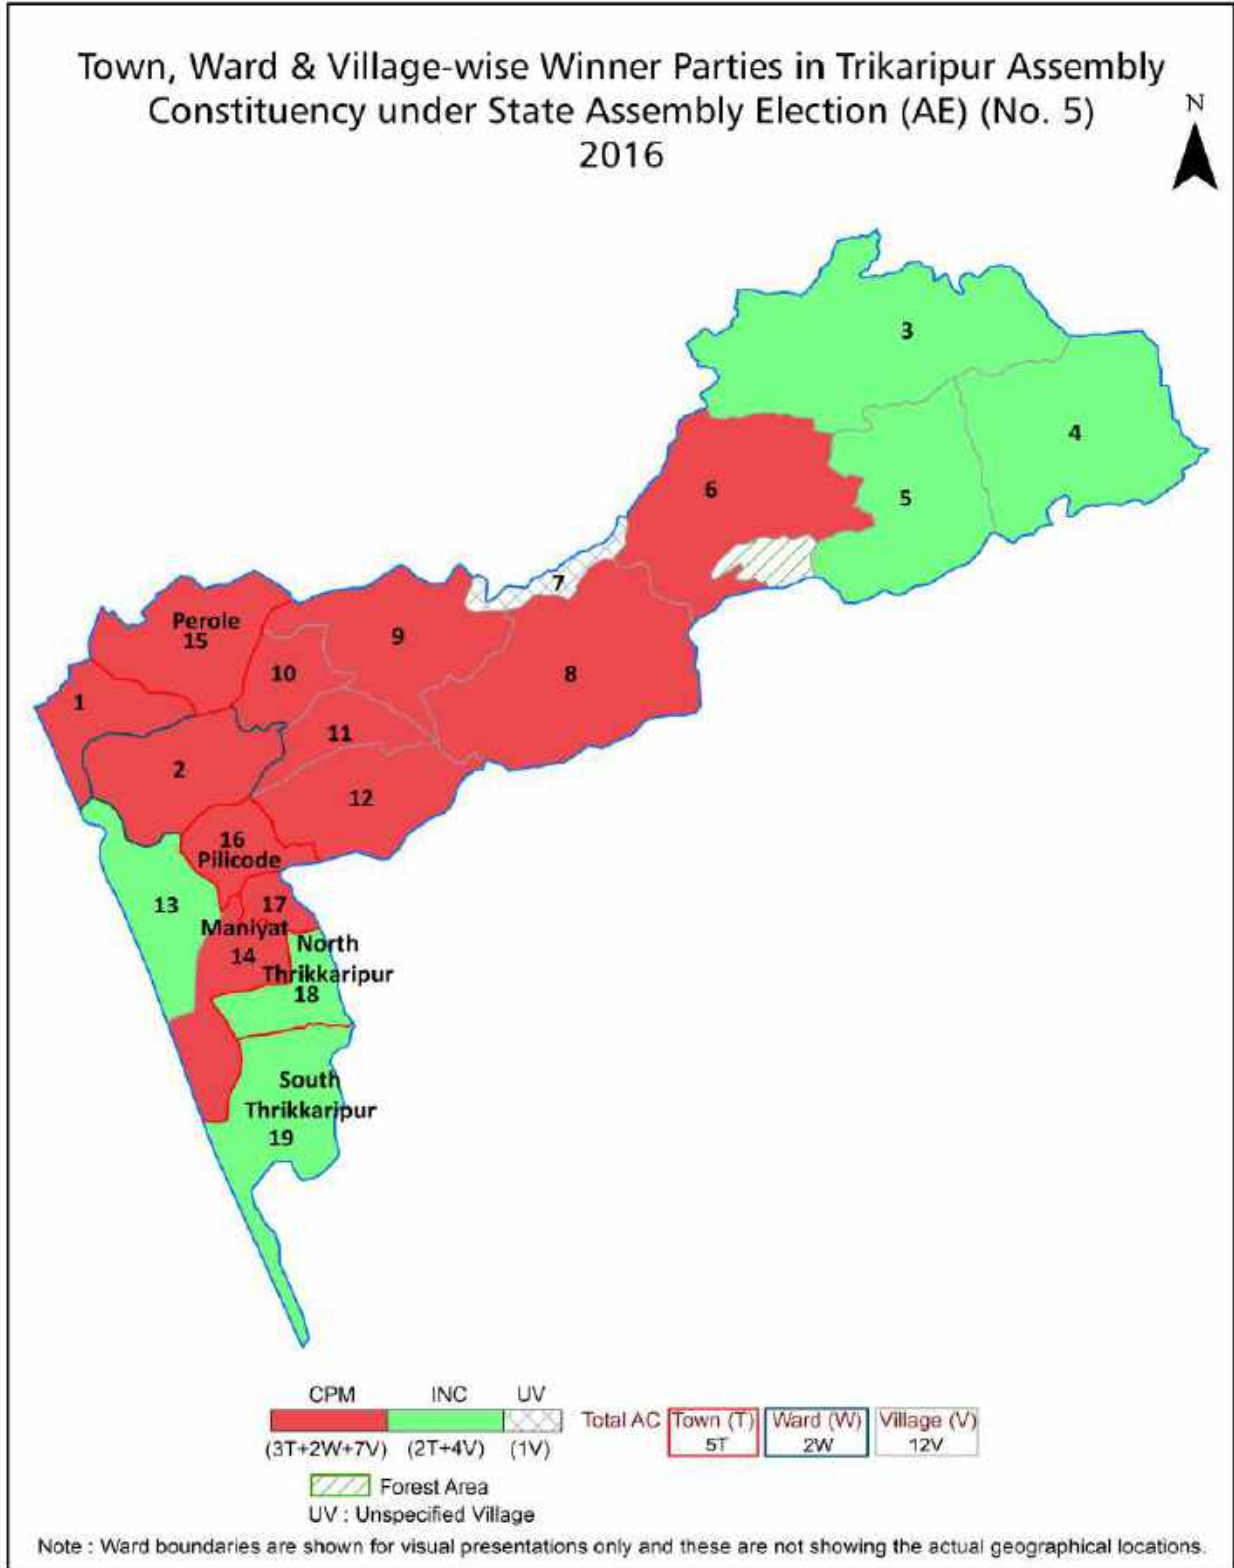 Town, Ward & Village-wise Winner Parties in Trikaripur Assembly
Constituency under State Assembly Election (AE) (No. 5)
2016
N
3
4
6
5
7
Perole
15
9
10
8
1
11
2
12
16
Pilicode
13
17
Maniyat
14
North
Thrikkaripur
18
South
Thrikkaripur
19
CPM INC UV
Total AC Town (T) Ward (W) Village (V)
5T 2W 12V
(3T+2W+7V) (2T+4V) (1V)
Forest Area
UV : Unspecified Village
Note : Ward boundaries are shown for visual presentations only and these are not showing the actual geographical locations.